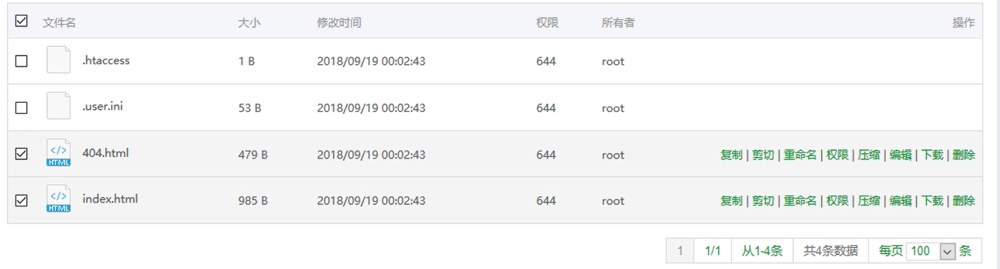 文件名 大小 修改时间 权限 所有者 操作
.htaccess 1 B 2018/09/19 00:02:43 644 root
.user.ini 53 B 2018/09/19 00:02:43 644 root
</> HTML 404.html 479 B 2018/09/19 00:02:43 644 root 复制 | 剪切 | 重命名 | 权限 | 压缩 | 编辑 | 下载 | 删除
</> HTML index.html 985 B 2018/09/19 00:02:43 644 root 复制 | 剪切 | 重命名 | 权限 | 压缩 | 编辑 | 下载 | 删除
1 1/1 从1-4条 共4条数据 每页 100 条